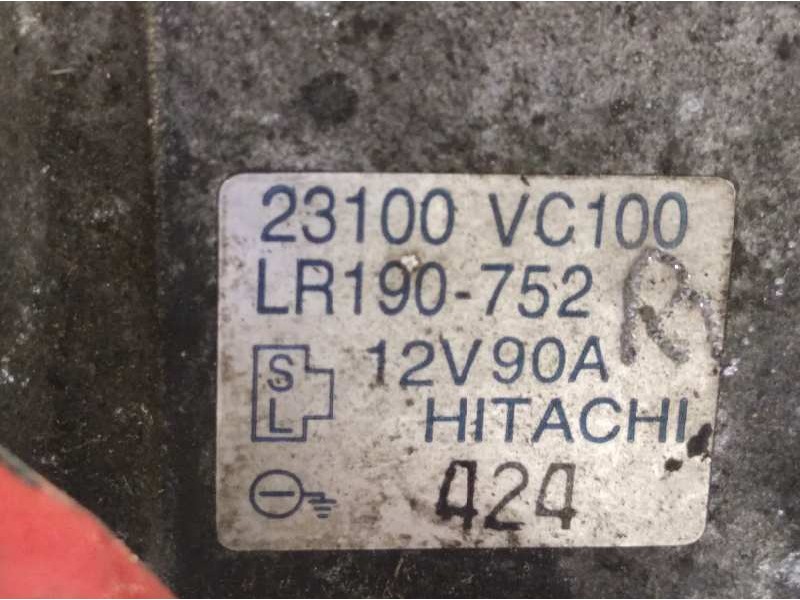 23100 VC100
LR190-752
R
S
L
12V90A
HITACHI
424